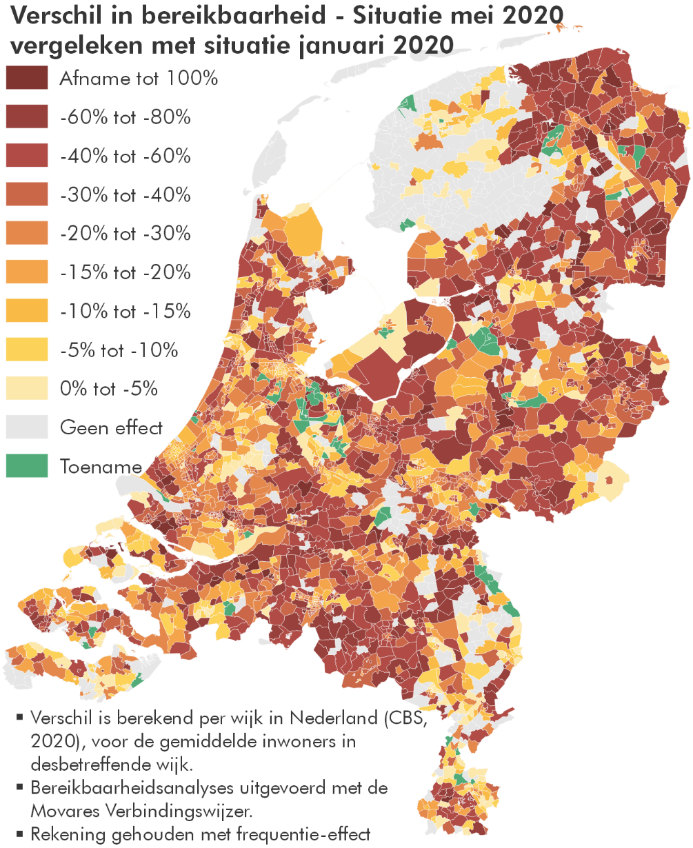 Verschil in bereikbaarheid - Situatie mei 2020
vergeleken met situatie januari 2020
Afname tot 100%
-60% tot -80%
-40% tot -60%
-30% tot -40%
-20% tot -30%
-15% tot -20%
-10% tot -15%
-5% tot -10%
0% tot -5%
Geen effect
Toename
▪ Verschil is berekend per wijk in Nederland (CBS,
2020), voor de gemiddelde inwoners in
desbetreffende wijk.
▪ Bereikbaarheidsanalyses uitgevoerd met de
Movares Verbindingswijzer.
▪ Rekening gehouden met frequentie-effect